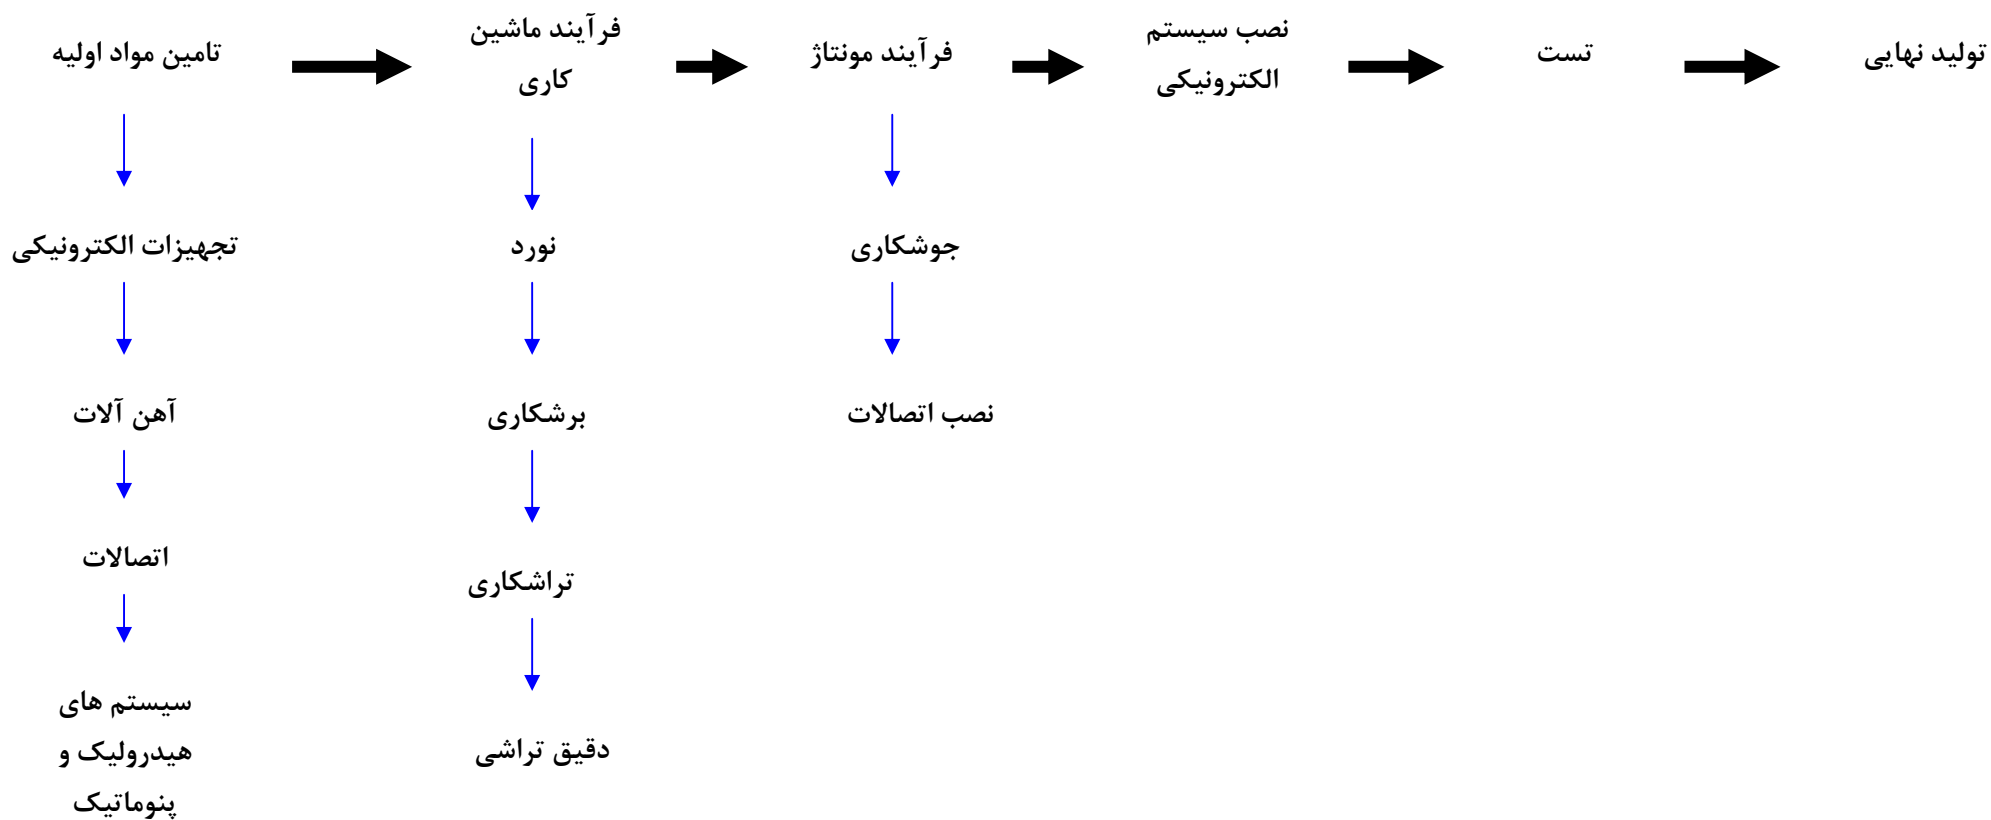 تامین مواد اولیه
فرآیند ماشین
کاری
فرآیند مونتاژ
نصب سیستم
الکترونیکی
تست
تولید نهایی
تجهیزات الکترونیکی
نورد
جوشکاری
آهن آلات
برشکاری
نصب اتصالات
اتصالات
تراشکاری
سیستم های
هیدرولیک و
پنوماتیک
دقیق تراشی